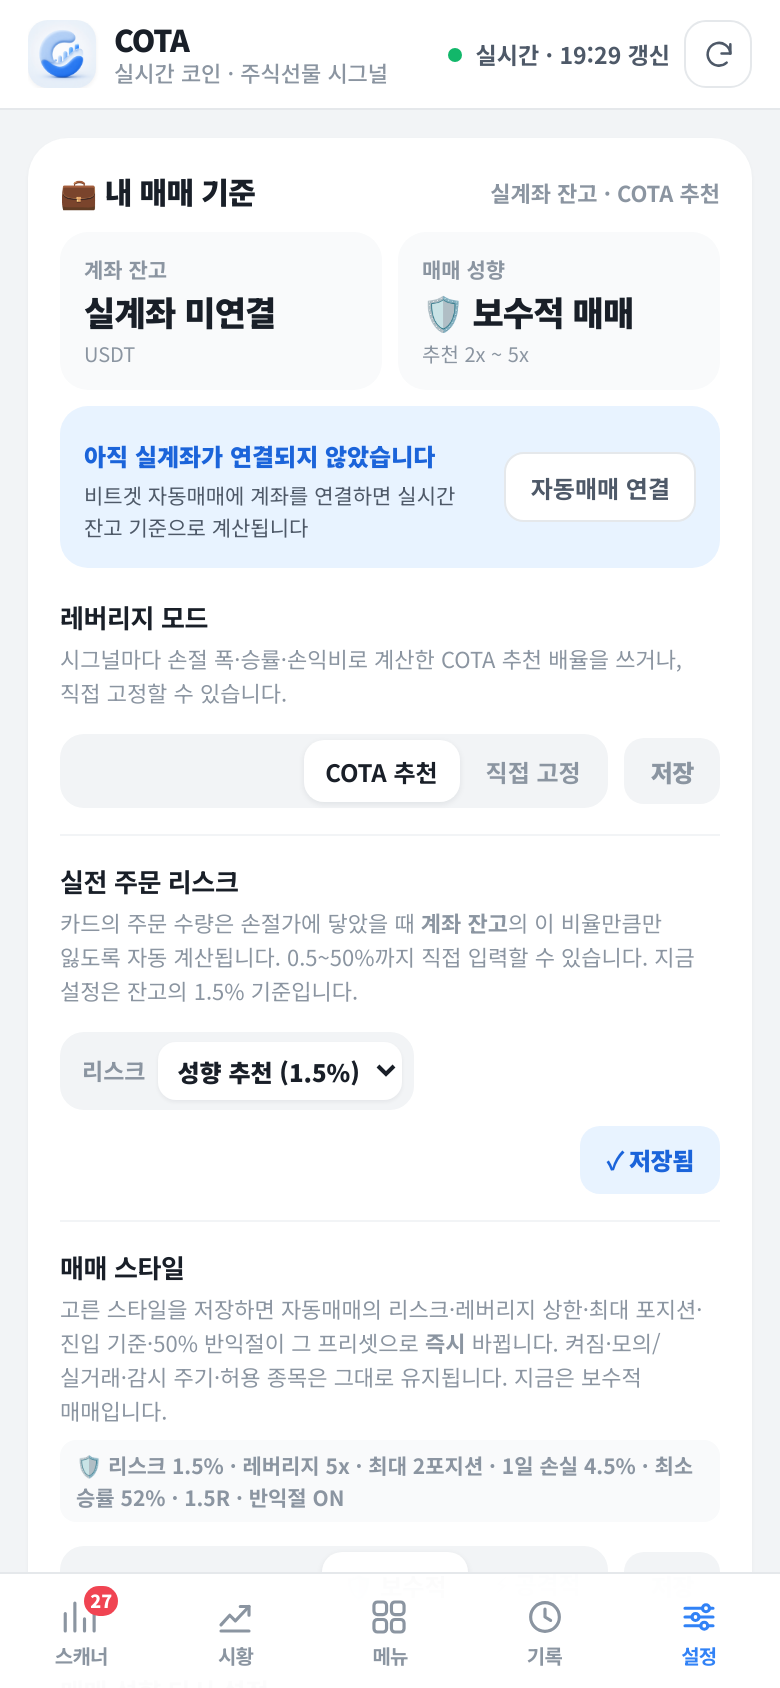 COTA
실시간 코인 · 주식선물 시그널
실시간 · 19:29 갱신
내 매매 기준
실계좌 잔고 · COTA 추천
계좌 잔고
실계좌 미연결
USDT
매매 성향
보수적 매매
추천 2x ~ 5x
아직 실계좌가 연결되지 않았습니다
비트겟 자동매매에 계좌를 연결하면 실시간
잔고 기준으로 계산됩니다
자동매매 연결
레버리지 모드
시그널마다 손절 폭·승률·손익비로 계산한 COTA 추천 배율을 쓰거나,
직접 고정할 수 있습니다.
COTA 추천
직접 고정
저장
실전 주문 리스크
카드의 주문 수량은 손절가에 닿았을 때 계좌 잔고의 이 비율만큼만
잃도록 자동 계산됩니다. 0.5~50%까지 직접 입력할 수 있습니다. 지금
설정은 잔고의 1.5% 기준입니다.
리스크
성향 추천 (1.5%)
✓ 저장됨
매매 스타일
고른 스타일을 저장하면 자동매매의 리스크·레버리지 상한·최대 포지션·
진입 기준·50% 반익절이 그 프리셋으로 즉시 바뀝니다. 켜짐·모의/
실거래·감시 주기·허용 종목은 그대로 유지됩니다. 지금은 보수적
매매입니다.
리스크 1.5% · 레버리지 5x · 최대 2포지션 · 1일 손실 4.5% · 최소
승률 52% · 1.5R · 반익절 ON
보수적
27
스캐너
시황
메뉴
기록
설정